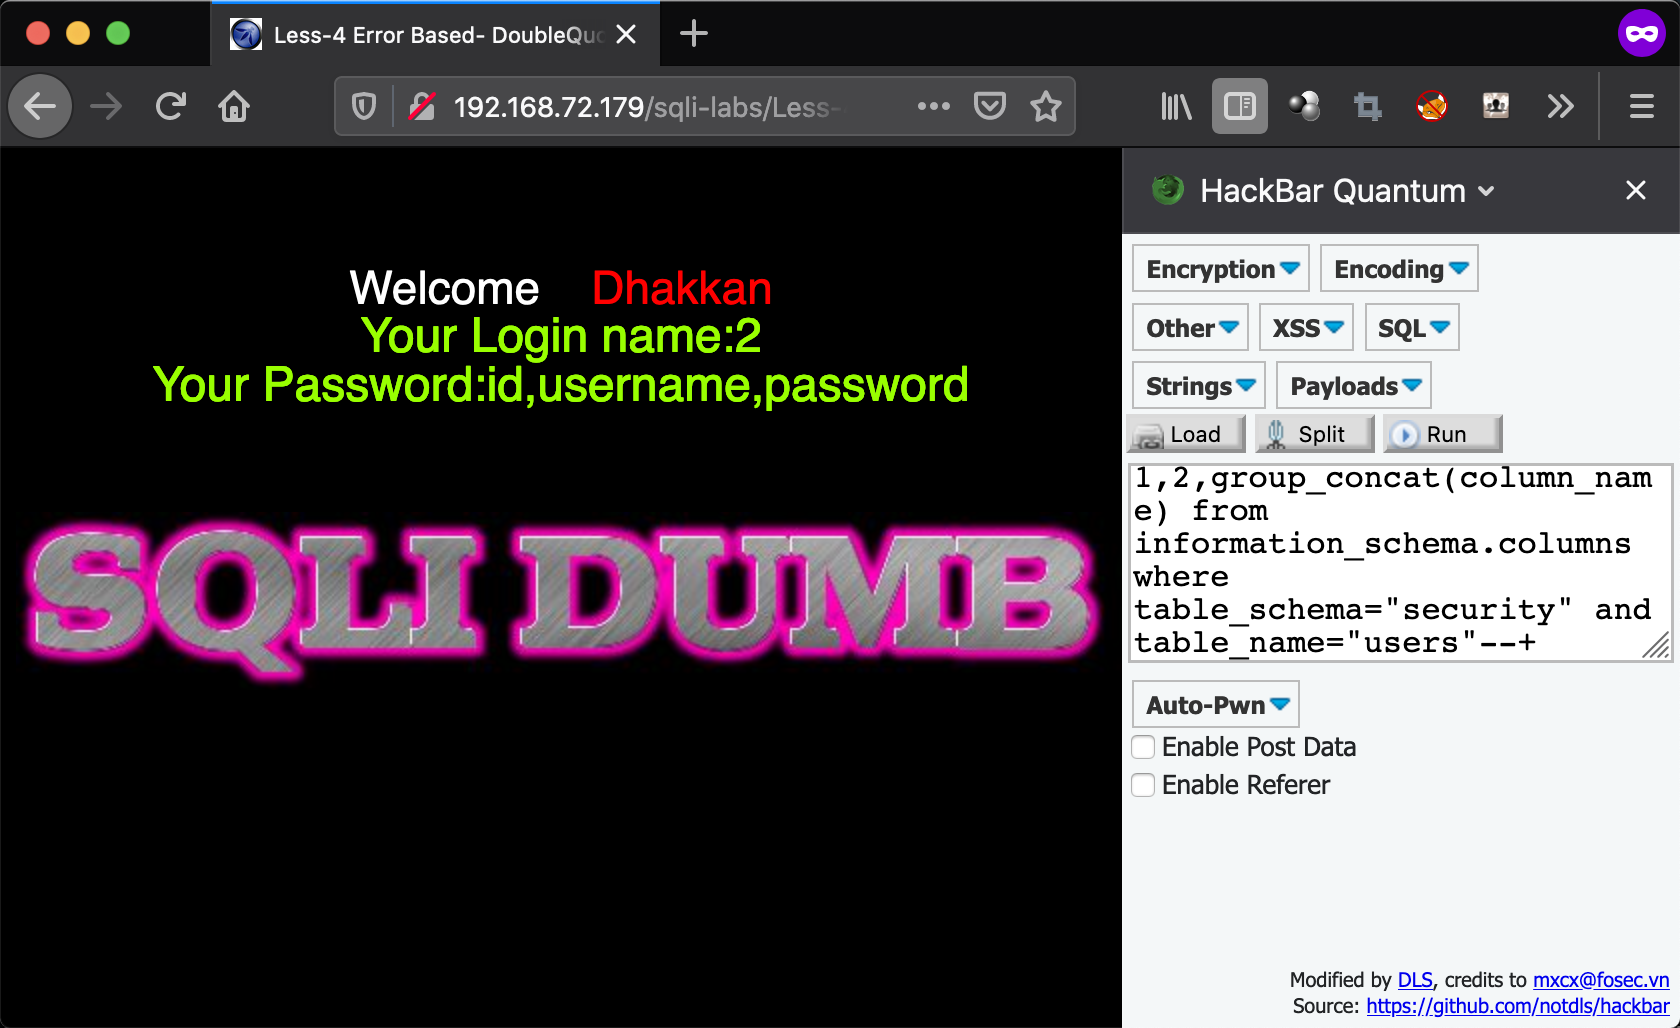 Less-4 Error Based- DoubleQuo
192.168.72.179/sqli-labs/Less-
HackBar Quantum
Welcome Dhakkan
Your Login name:2
Your Password:id,username,password
SQLI DUMB
Encryption Encoding
Other XSS SQL
Strings Payloads
Load Split Run
1,2,group_concat(column_nam
e) from
information_schema.columns
where
table_schema="security" and
table_name="users"--+
Auto-Pwn
Enable Post Data
Enable Referer
Modified by DLS, credits to mxcx@fosec.vn
Source: https://github.com/notdls/hackbar